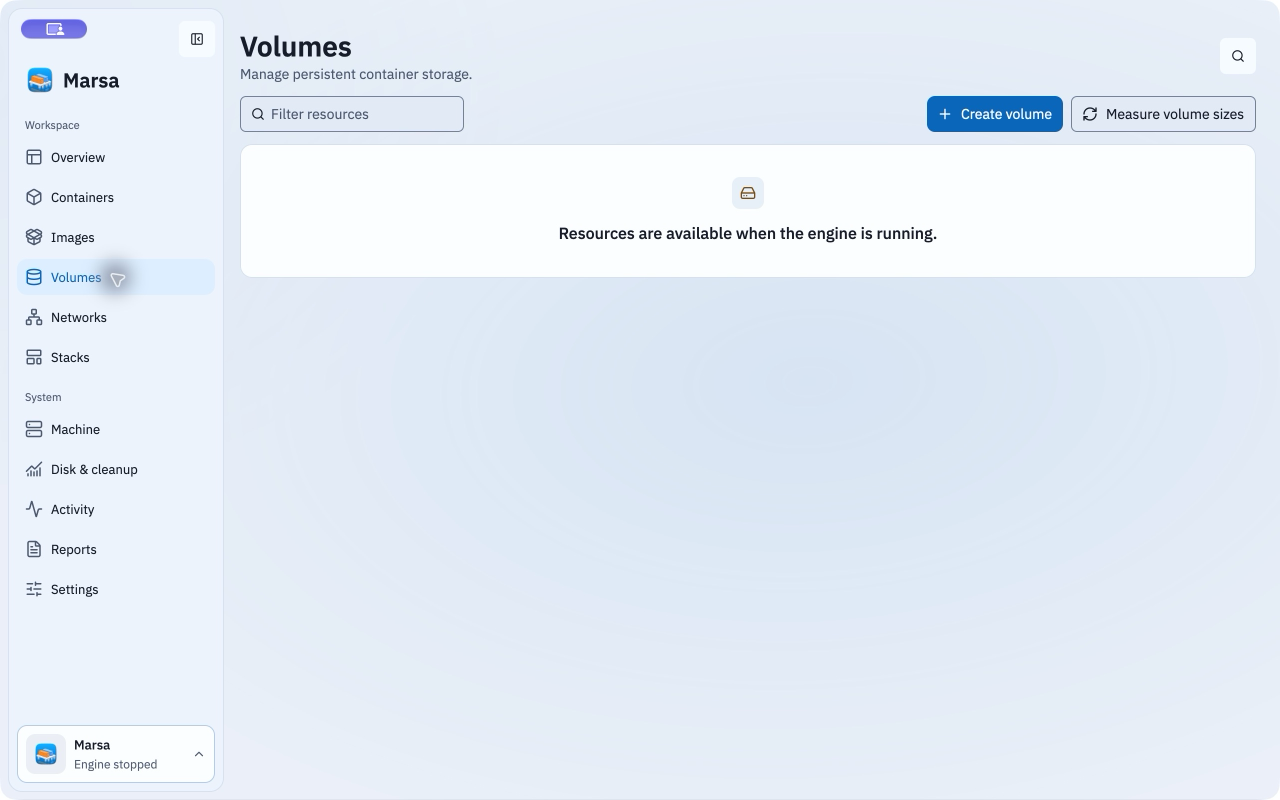 Marsa
Workspace
Overview
Containers
Images
Volumes
Networks
Stacks
System
Machine
Disk & cleanup
Activity
Reports
Settings
Marsa
Engine stopped
Volumes
Manage persistent container storage.
Filter resources
Create volume
Measure volume sizes
Resources are available when the engine is running.